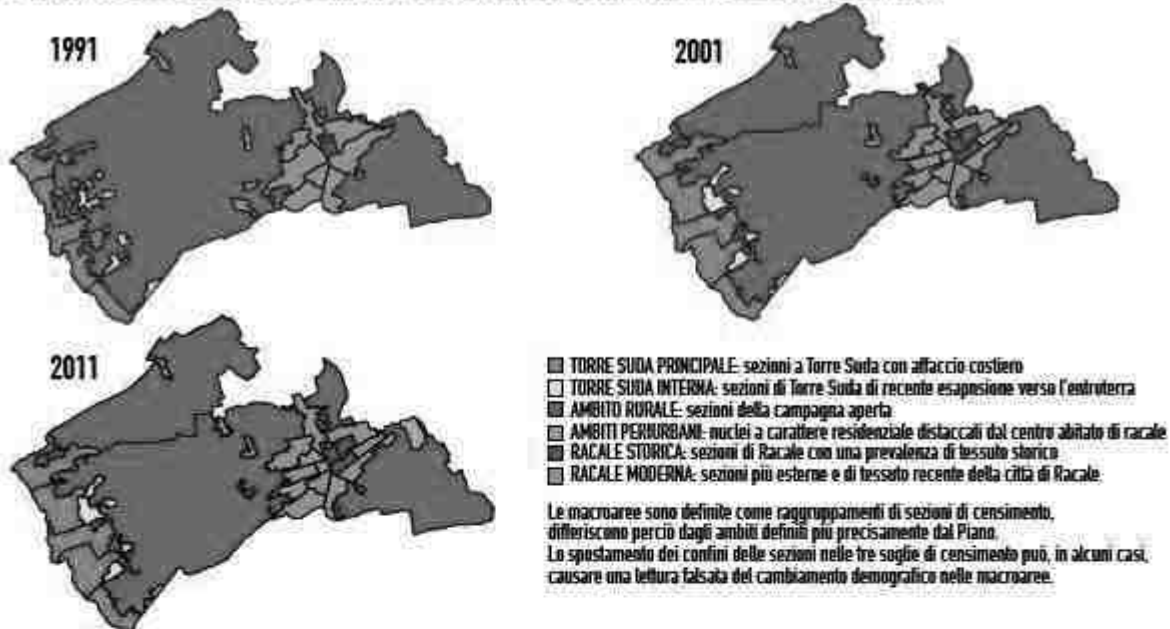 1991
2001
2011
TORRE SUDA PRINCIPALE: sezioni a Torre Suda con affaccio costiero
TORRE SUDA INTERNA: sezioni di Torre Suda di recente esaposione verso l'entroterra
AMBITO RURALE: sezioni della campagna aperta
AMBITI PERIURBANI: nuclei a carattere residenziale distaccati dal centro abitato di racale
RACALE STORICA: sezioni di Racale con una prevalenza di tessuto storico
RACALE MODERNA: sezioni più esterne e di tessuto recente della città di Racale
Le macroaree sono definite come raggruppamenti di sezioni di censimento,
differiscono perciò dagli ambiti definiti più precisamente dal Piano.
Lo spostamento dei confini delle sezioni nelle tre soglie di censimento può, in alcuni casi,
causare una lettura falsata del cambiamento demografico nelle macroaree.